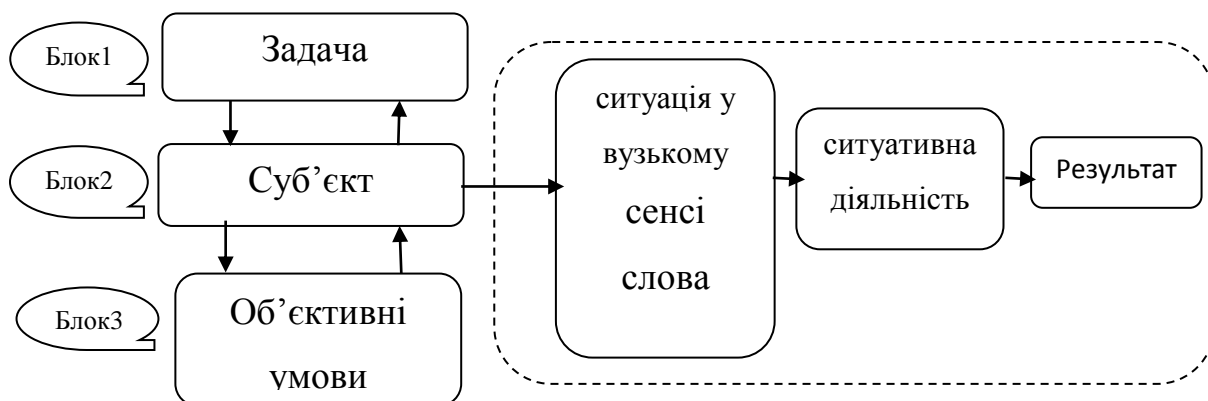 Блок1
Задача
Блок2
Суб’єкт
Блок3
Об’єктивні
умови
ситуація у
вузькому
сенсі
слова
ситуативна
діяльність
Результат